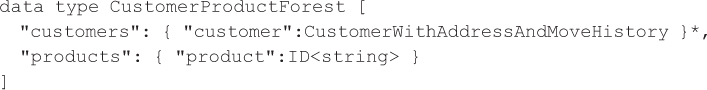 data type CustomerProductForest [
  "customers": { "customer":CustomerWithAddressAndMoveHistory }*,
  "products": { "product":ID<string> }
]